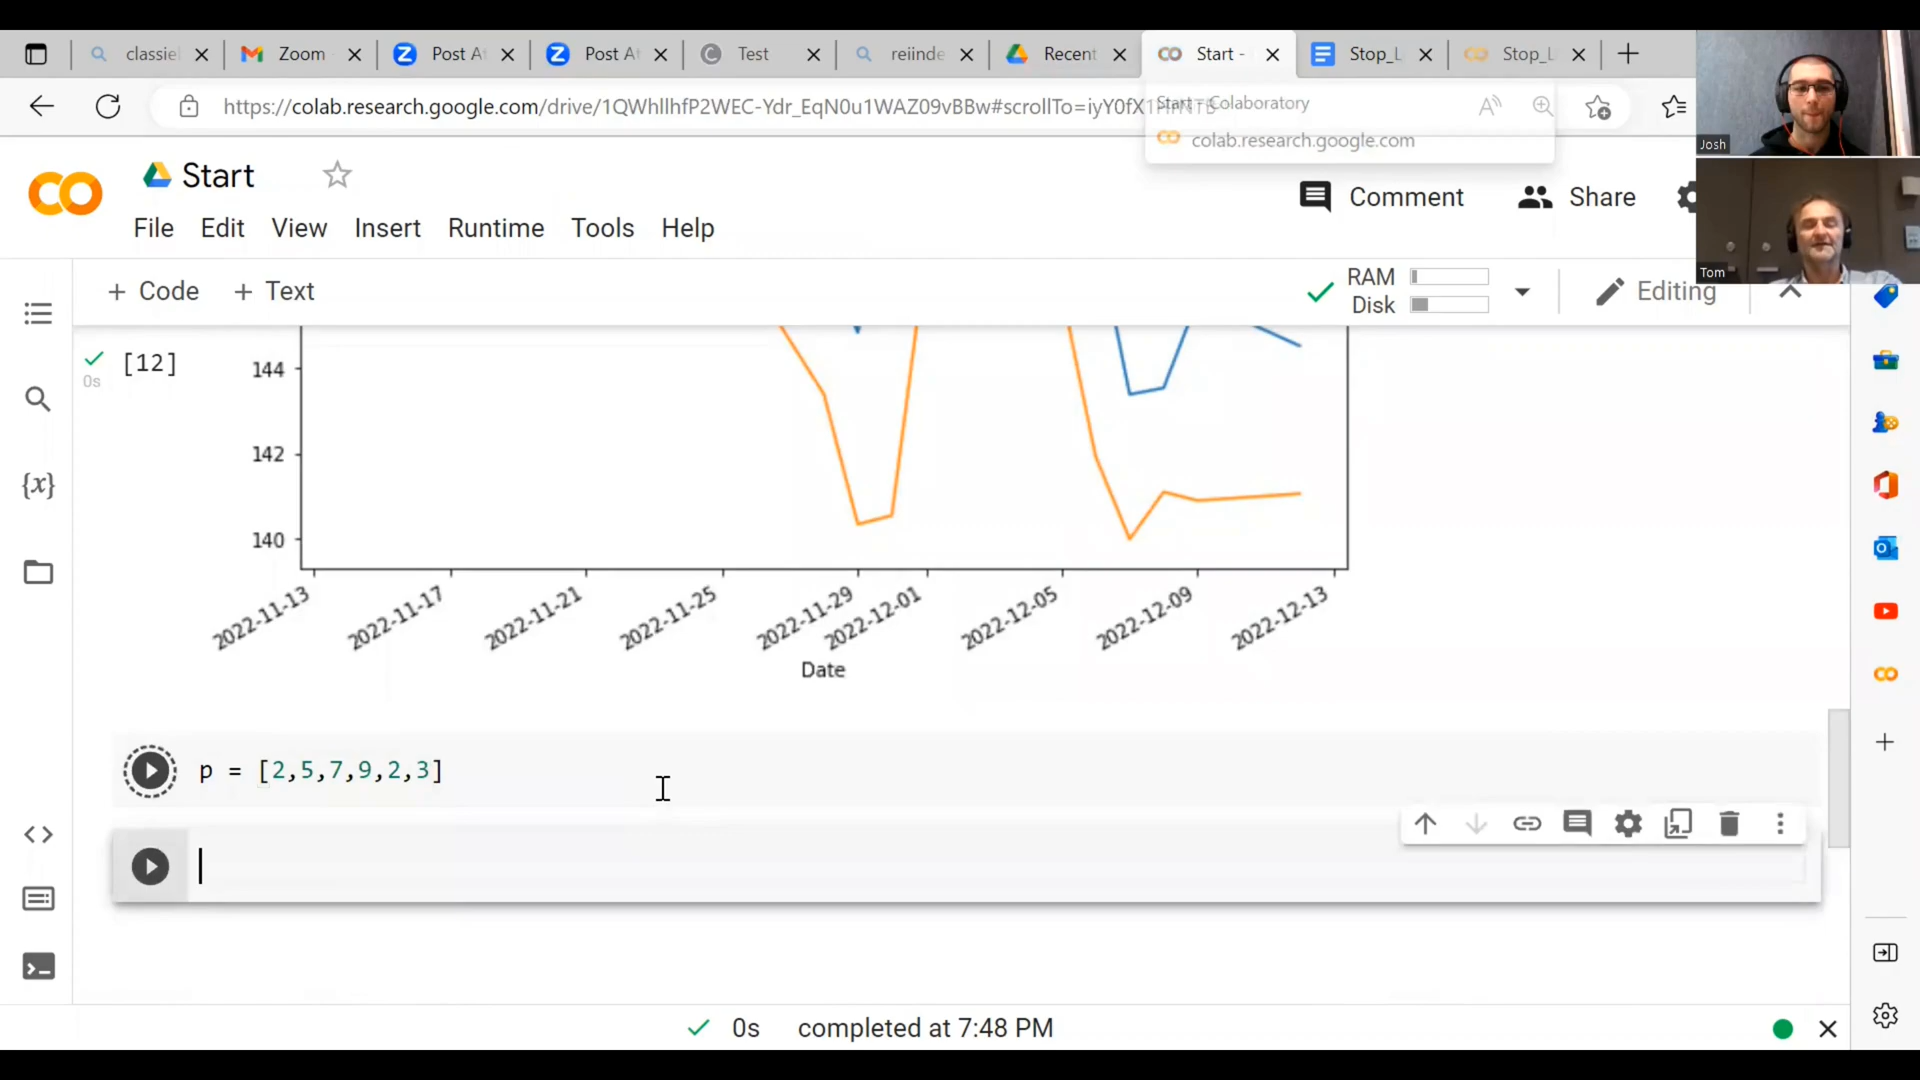 classie
Zoom
Post At
Post At
Test
reiinde
Recent
Start -
Stop_L
Stop_L
https://colab.research.google.com/drive/1QWhllhfP2WEC-Ydr_EqN0u1WAZ09vBBw#scrollTo=iyY0fX1
Start - Colaboratory
colab.research.google.com
Josh
Tom
Start
Comment
Share
File Edit View Insert Runtime Tools Help
+ Code + Text
RAM
Disk
Editing
[12]
0s
144
142
140
2022-11-13
2022-11-17
2022-11-21
2022-11-25
2022-11-29
2022-12-01
2022-12-05
2022-12-09
2022-12-13
Date
p = [2,5,7,9,2,3]
{x}
0s completed at 7:48 PM